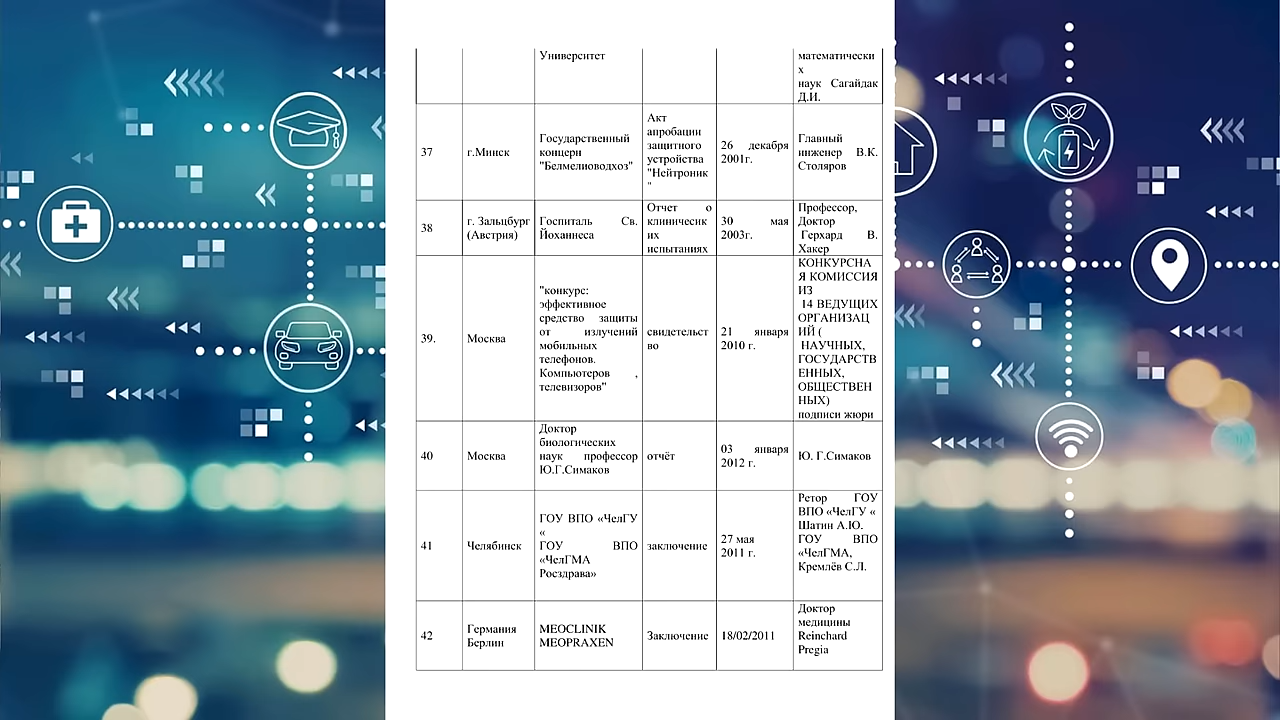 Университет
математически
х
наук Сагайдак
Д.И.
37
г.Минск
Государственный
концерн
"Белмелиоводхоз"
Акт
апробации
защитного
устройства
"Нейтроник
"
26 декабря
2001г.
Главный
инженер В.К.
Столяров
38
г. Зальцбург
(Австрия)
Госпиталь Св.
Йоханнеса
Отчет о
клиническ
их
испытаниях
30 мая
2003г.
Профессор,
Доктор
Герхард В.
Хакер
39.
Москва
"конкурс:
эффективное
средство защиты
от излучений
мобильных
телефонов.
Компьютеров ,
телевизоров"
свидетельст
во
21 января
2010 г.
КОНКУРСНА
Я КОМИССИЯ
ИЗ
14 ВЕДУЩИХ
ОРГАНИЗАЦ
ИЙ (
НАУЧНЫХ,
ГОСУДАРСТВ
ЕННЫХ,
ОБЩЕСТВЕН
НЫХ)
подписи жюри
40
Москва
Доктор
биологических
наук профессор
Ю.Г.Симаков
отчёт
03 января
2012 г.
Ю. Г.Симаков
41
Челябинск
ГОУ ВПО «ЧелГУ
«
ГОУ ВПО
«ЧелГМА
Росздрава»
заключение
27 мая
2011 г.
Ретор ГОУ
ВПО «ЧелГУ «
Шатин А.Ю.
ГОУ ВПО
«ЧелГМА,
Кремлёв С.Л.
42
Германия
Берлин
MEOCLINIK
MEOPRAXEN
Заключение
18/02/2011
Доктор
медицины
Reinchard
Pregia